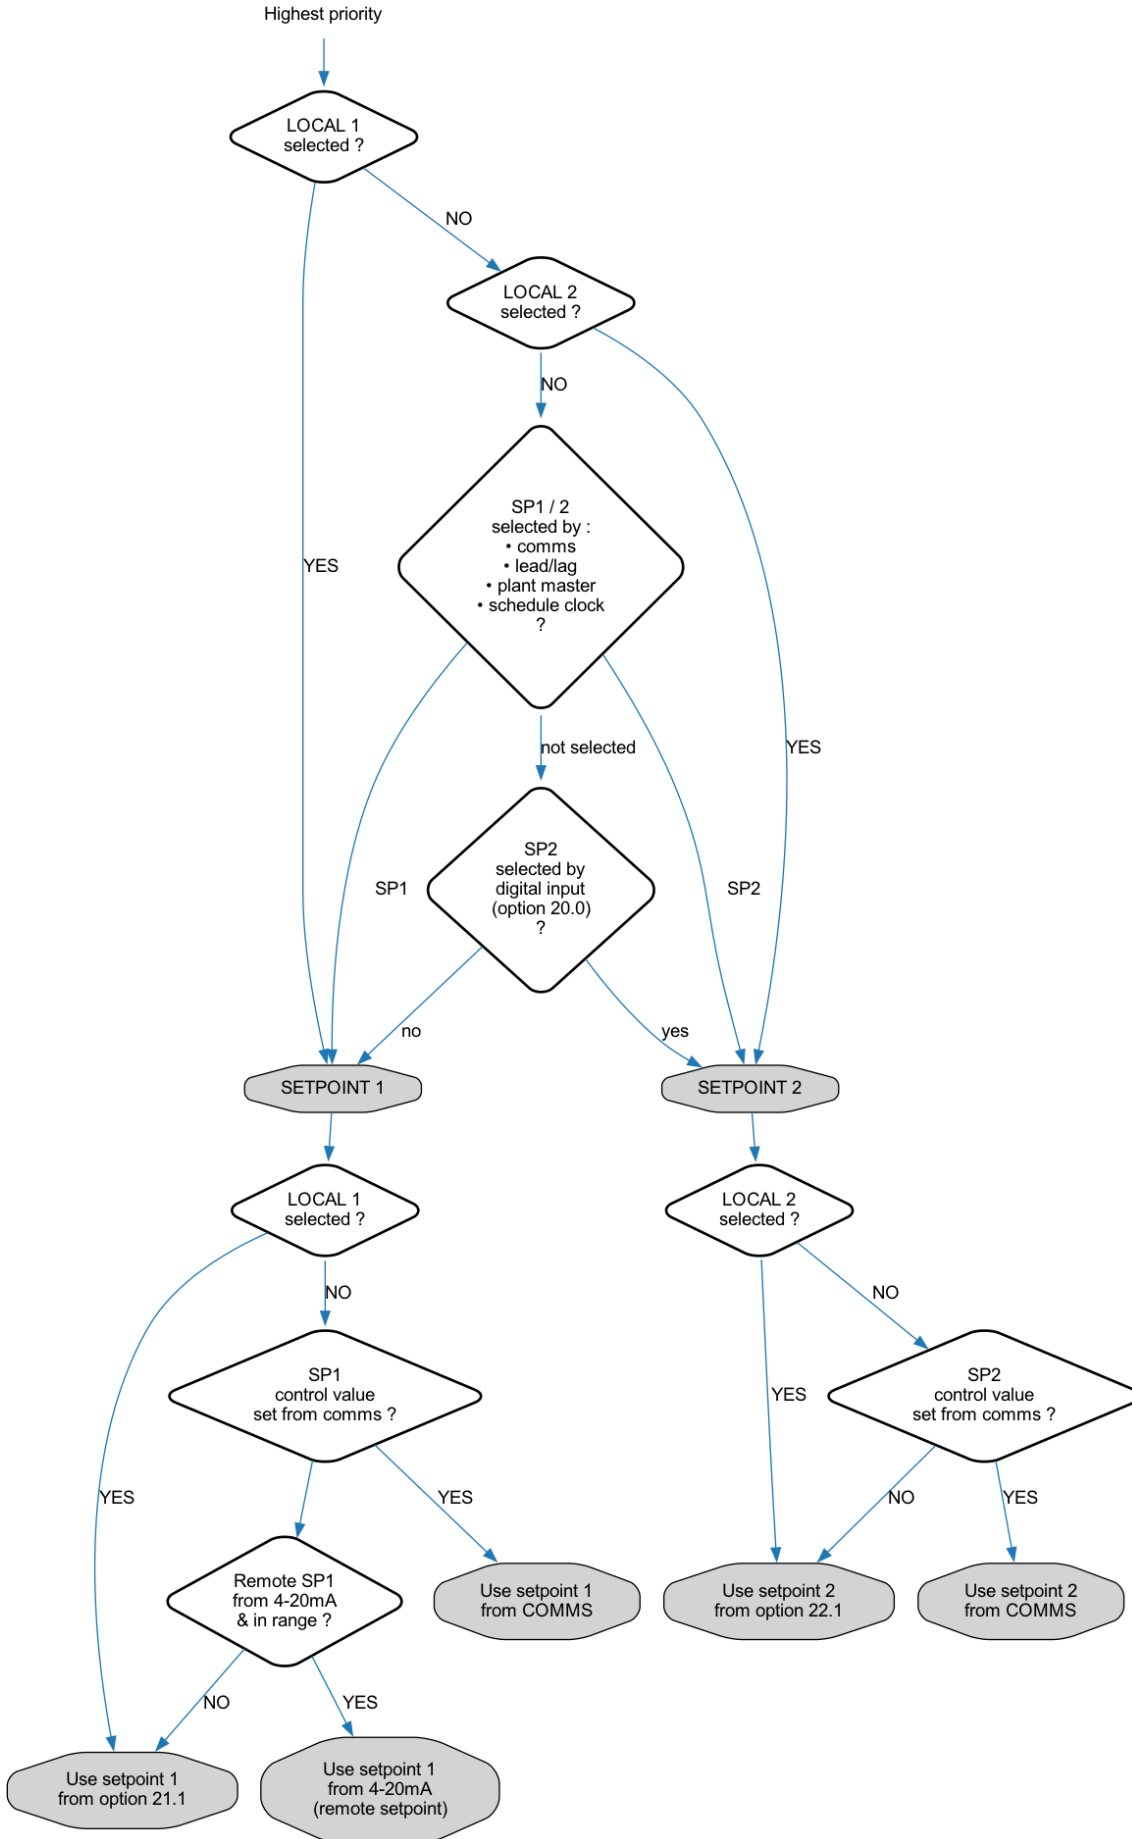 Highest priority
LOCAL 1
selected ?
NO
LOCAL 2
selected ?
NO
SP1 / 2
selected by :
• comms
• lead/lag
• plant master
• schedule clock
?
YES
not selected
YES
SP2
selected by
digital input
(option 20.0)
?
SP1
SP2
no
yes
SETPOINT 1
SETPOINT 2
LOCAL 1
selected ?
LOCAL 2
selected ?
NO
NO
SP1
control value
set from comms ?
YES
SP2
control value
set from comms ?
YES
YES
NO
YES
Remote SP1
from 4-20mA
& in range ?
Use setpoint 1
from COMMS
Use setpoint 2
from option 22.1
Use setpoint 2
from COMMS
NO
YES
Use setpoint 1
from option 21.1
Use setpoint 1
from 4-20mA
(remote setpoint)